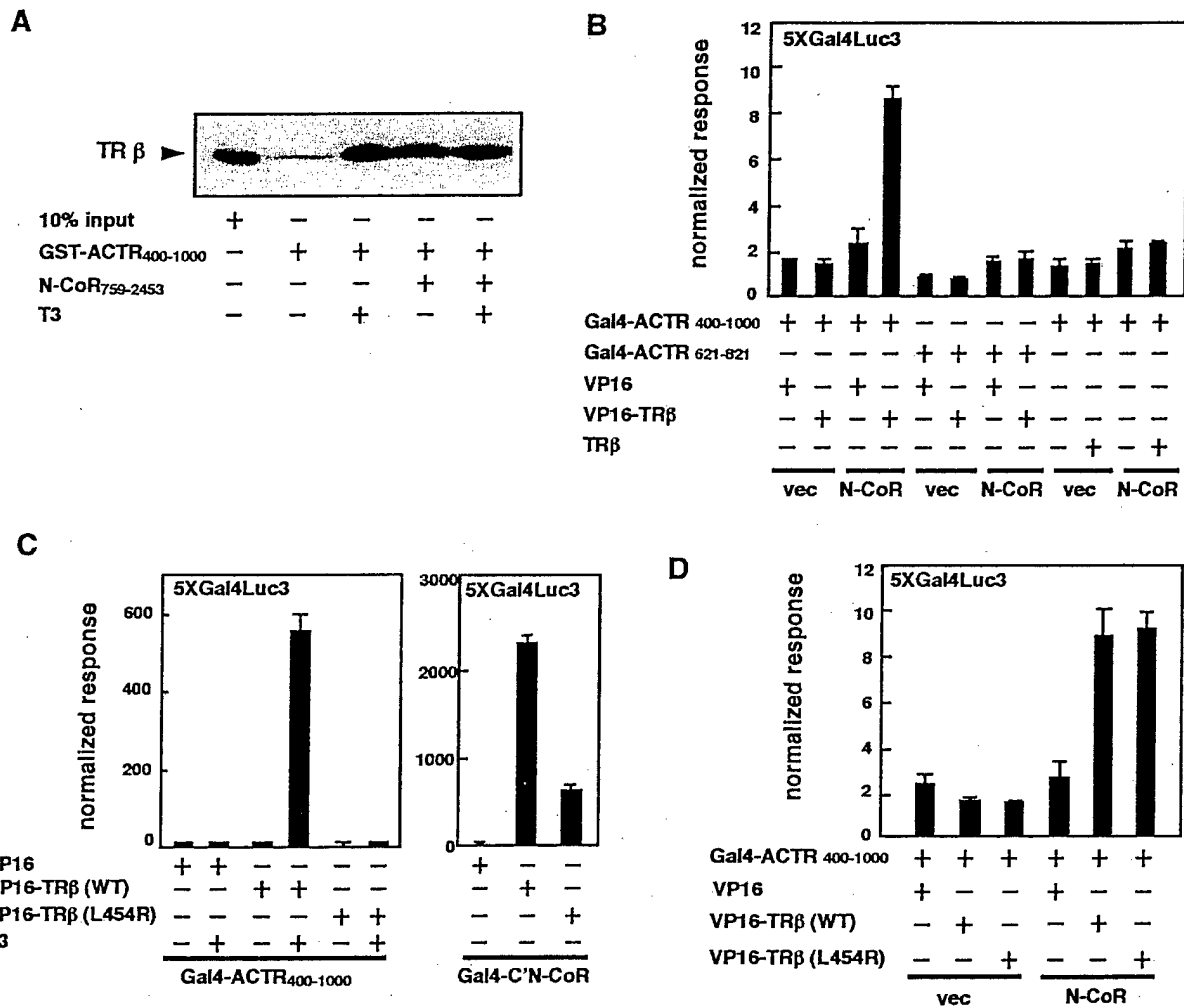 A
TR β
10% input + − − − −
GST-ACTR400-1000 − + + + +
N-CoR759-2453 − − − + +
T3 − − + − +
B
5XGal4Luc3
normalized response
12
10
8
6
4
2
0
Gal4-ACTR 400-1000 + + + + − − − − + + + +
Gal4-ACTR 621-821 − − − − + + + + − − − −
VP16 + − + − + − + − − − − −
VP16-TRβ − + − + − + − + − − − −
TRβ − − − − − − − − − + − +
vec N-CoR vec N-CoR vec N-CoR
C
5XGal4Luc3
normalized response
600
400
200
0
5XGal4Luc3
3000
2000
1000
0
P16 + + − − − − + − −
P16-TRβ (WT) − − + + − − − + −
P16-TRβ (L454R) − − − − + + − − +
3 − + − + − + − − −
Gal4-ACTR400-1000 Gal4-C'N-CoR
D
5XGal4Luc3
normalized response
12
10
8
6
4
2
0
Gal4-ACTR 400-1000 + + + + + +
VP16 + − − + − −
VP16-TRβ (WT) − + − − + −
VP16-TRβ (L454R) − − + − − +
vec N-CoR